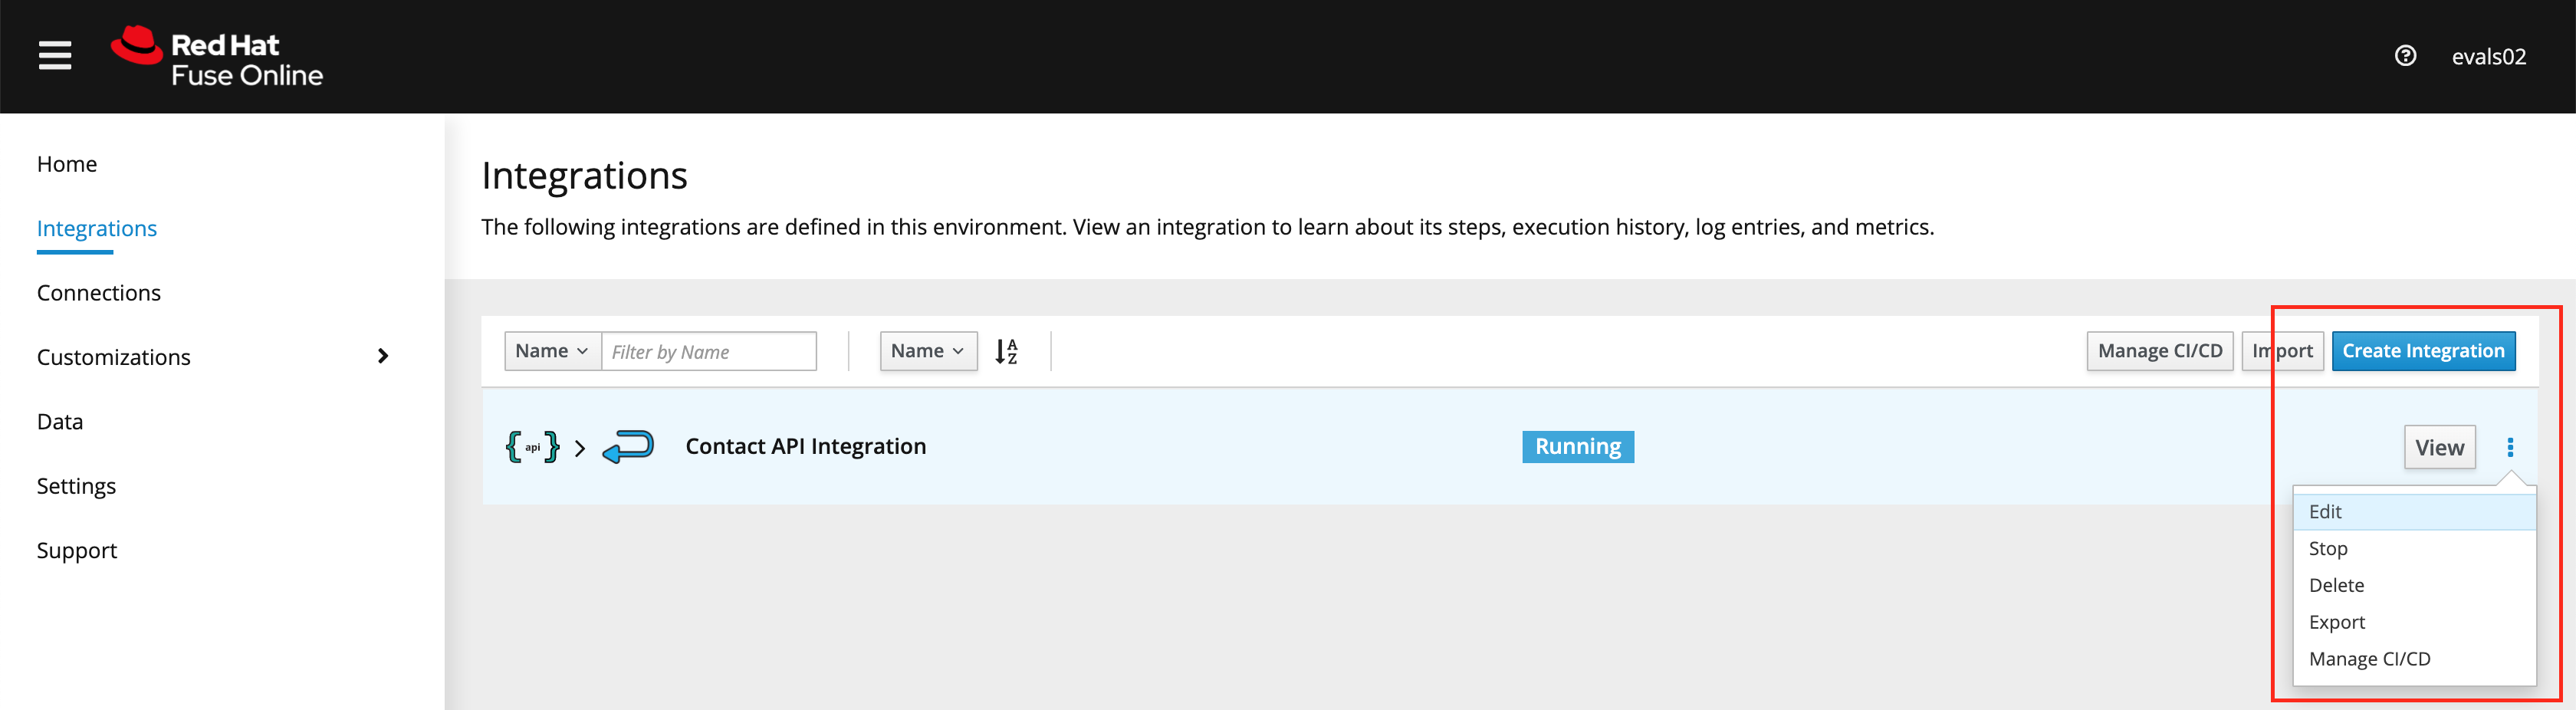 Red Hat
Fuse Online
evals02
Home
Integrations
Connections
Customizations
Data
Settings
Support
Integrations
The following integrations are defined in this environment. View an integration to learn about its steps, execution history, log entries, and metrics.
Name Filter by Name Name A Z Manage CI/CD Import Create Integration
{ api } Contact API Integration Running View
Edit
Stop
Delete
Export
Manage CI/CD